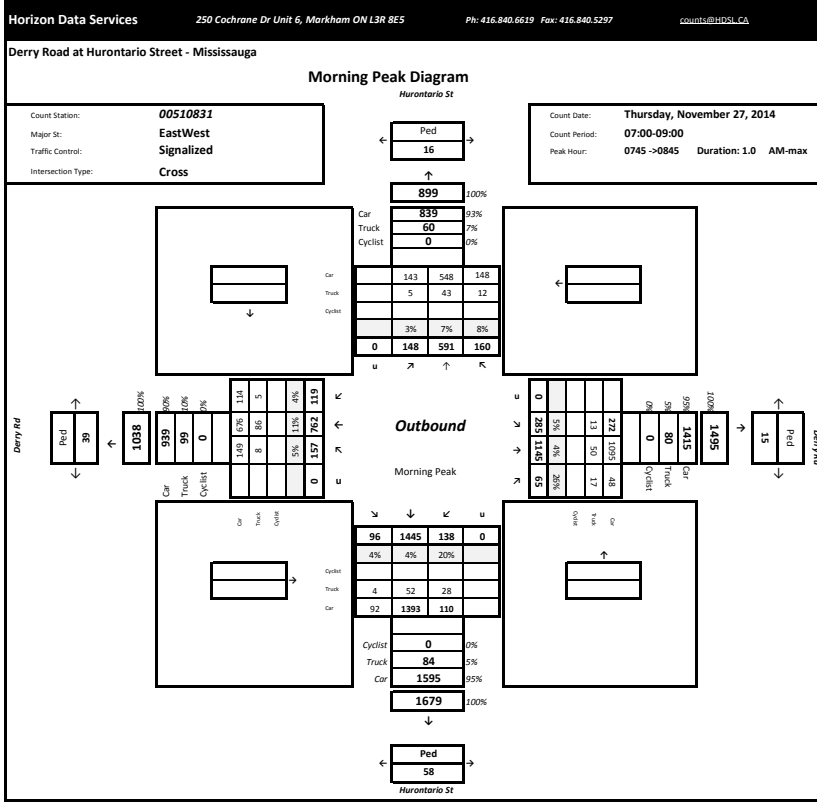 Horizon Data Services 250 Cochrane Dr Unit 6, Markham ON L3R 8E5 Ph: 416.840.6619 Fax: 416.840.5297 counts@HDSL.CA
Derry Road at Hurontario Street - Mississauga
Morning Peak Diagram
Hurontario St
Count Station: 00510831
Major St: EastWest
Traffic Control: Signalized
Intersection Type: Cross
Count Date: Thursday, November 27, 2014
Count Period: 07:00-09:00
Peak Hour: 0745 ->0845 Duration: 1.0 AM-max
← Ped →
16
↑
899 100%
Car 839 93%
Truck 60 7%
Cyclist 0 0%
Car 143 548 148
Truck 5 43 12
Cyclist
3% 7% 8%
0 148 591 160
u ↗ ↑ ↖
↓
←
Derry Rd
↑
Ped 39
↓
← 1038 100%
939 90%
99 10%
0 0%
Car
Truck
Cyclist
114 5 4% 119 ↙
676 86 11% 762 ←
149 8 5% 157 ↖
0 u
Outbound
Morning Peak
u 0
↘ 285 5% 13 272
→ 1145 4% 50 1095
↗ 65 26% 17 48
0% 5% 95% 100%
0 80 1415 1495 →
Cyclist Truck Car
↑
15 Ped
↓
Derry Rd
↘ ↓ ↙ u
96 1445 138 0
4% 4% 20%
Cyclist
Truck 4 52 28
Car 92 1393 110
Car Truck Cyclist
→
Cyclist Truck Car
↑
Cyclist 0 0%
Truck 84 5%
Car 1595 95%
1679 100%
↓
← Ped →
58
Hurontario St